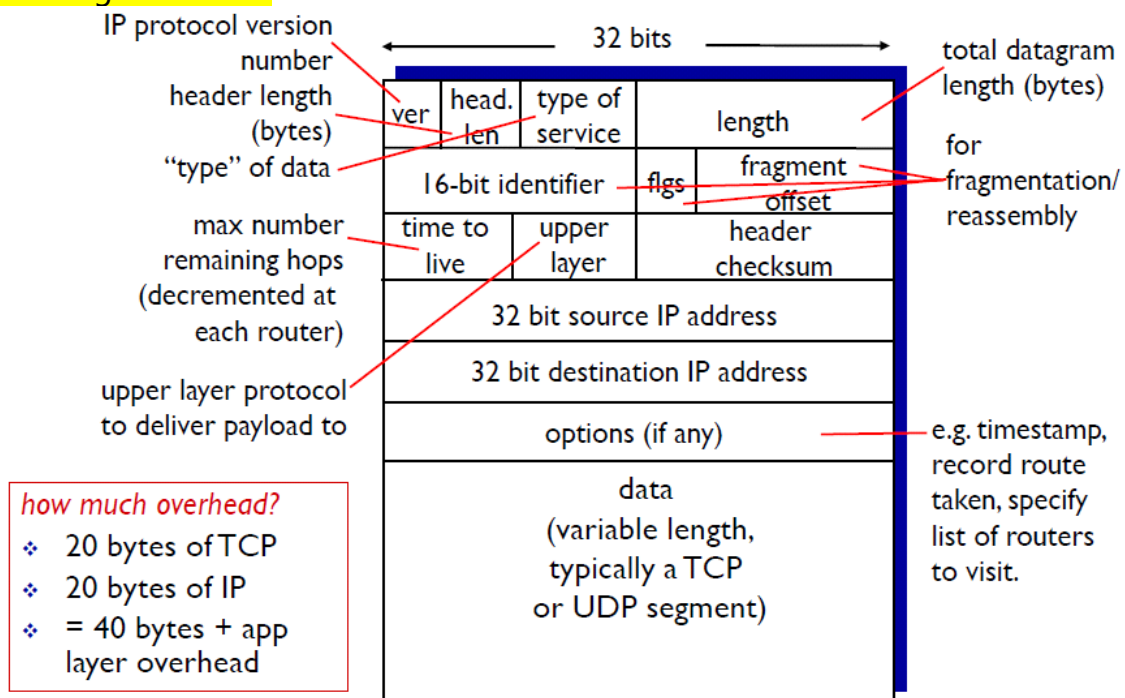 IP protocol version
number
header length
(bytes)
“type” of data
max number
remaining hops
(decremented at
each router)
upper layer protocol
to deliver payload to
how much overhead?
❖ 20 bytes of TCP
❖ 20 bytes of IP
❖ = 40 bytes + app
layer overhead
32 bits
ver
head.
len
type of
service
length
16-bit identifier
flgs
fragment
offset
time to
live
upper
layer
header
checksum
32 bit source IP address
32 bit destination IP address
options (if any)
data
(variable length,
typically a TCP
or UDP segment)
total datagram
length (bytes)
for
fragmentation/
reassembly
e.g. timestamp,
record route
taken, specify
list of routers
to visit.